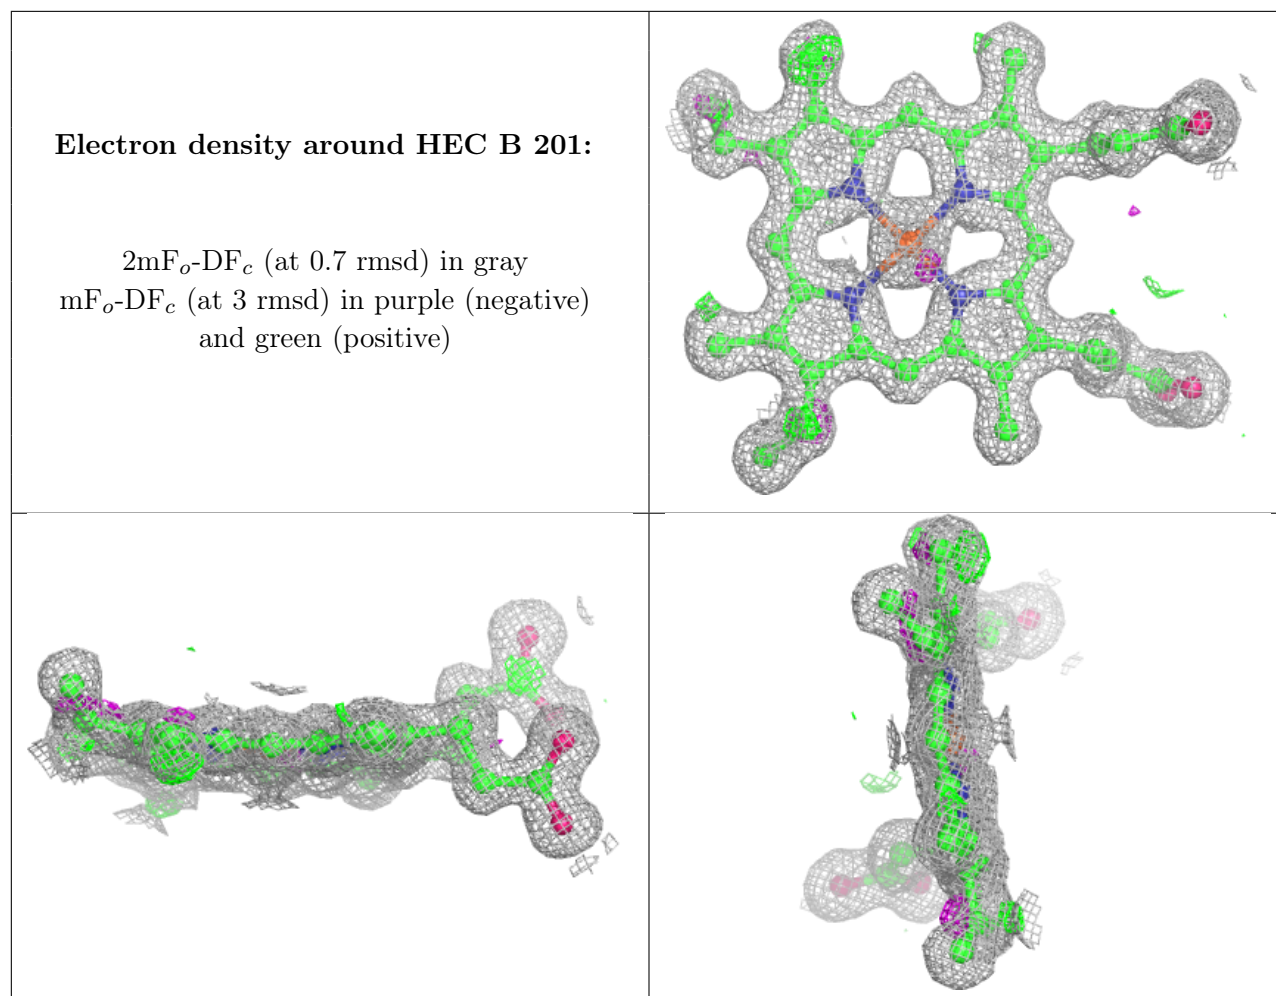 Electron density around HEC B 201:
2mFo-DFc (at 0.7 rmsd) in gray
mFo-DFc (at 3 rmsd) in purple (negative)
and green (positive)